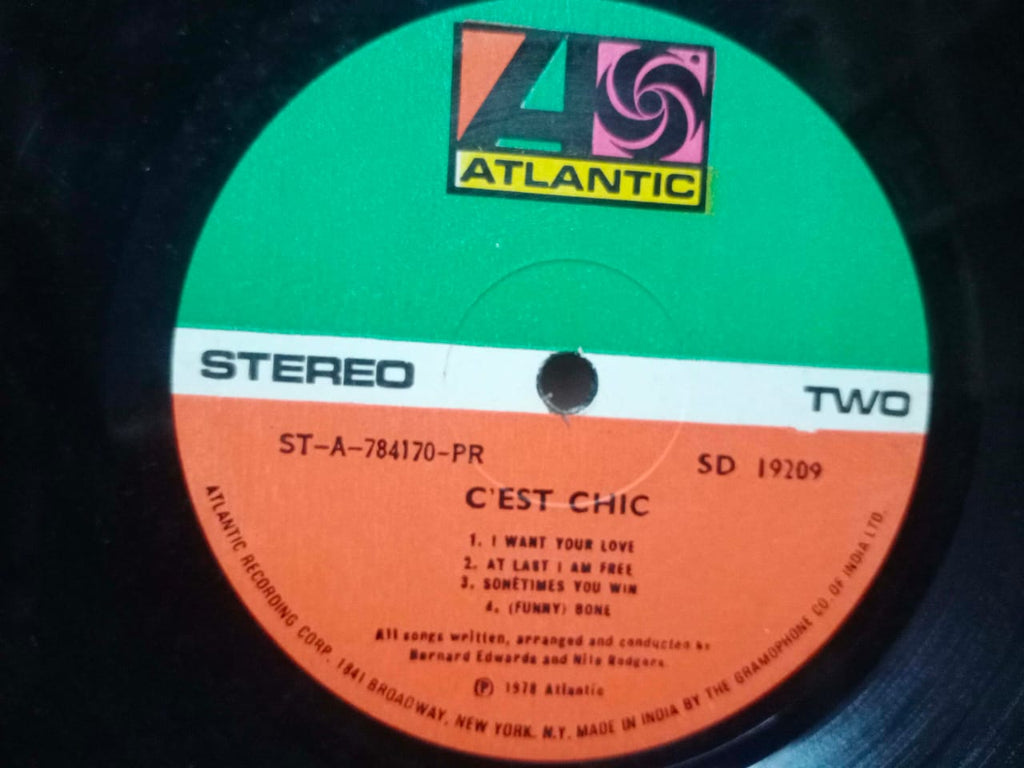 ATLANTIC
STEREO
TWO
ST-A-784170-PR
SD 19209
C'EST CHIC
1. I WANT YOUR LOVE
2. AT LAST I AM FREE
3. SOMETIMES YOU WIN
4. (FUNNY) BONE
All songs written, arranged and conducted by
Bernard Edwards and Nile Rodgers
Ⓟ 1978 Atlantic
ATLANTIC RECORDING CORP. 1841 BROADWAY, NEW YORK. N.Y. MADE IN INDIA BY THE GRAMOPHONE CO. OF INDIA LTD.